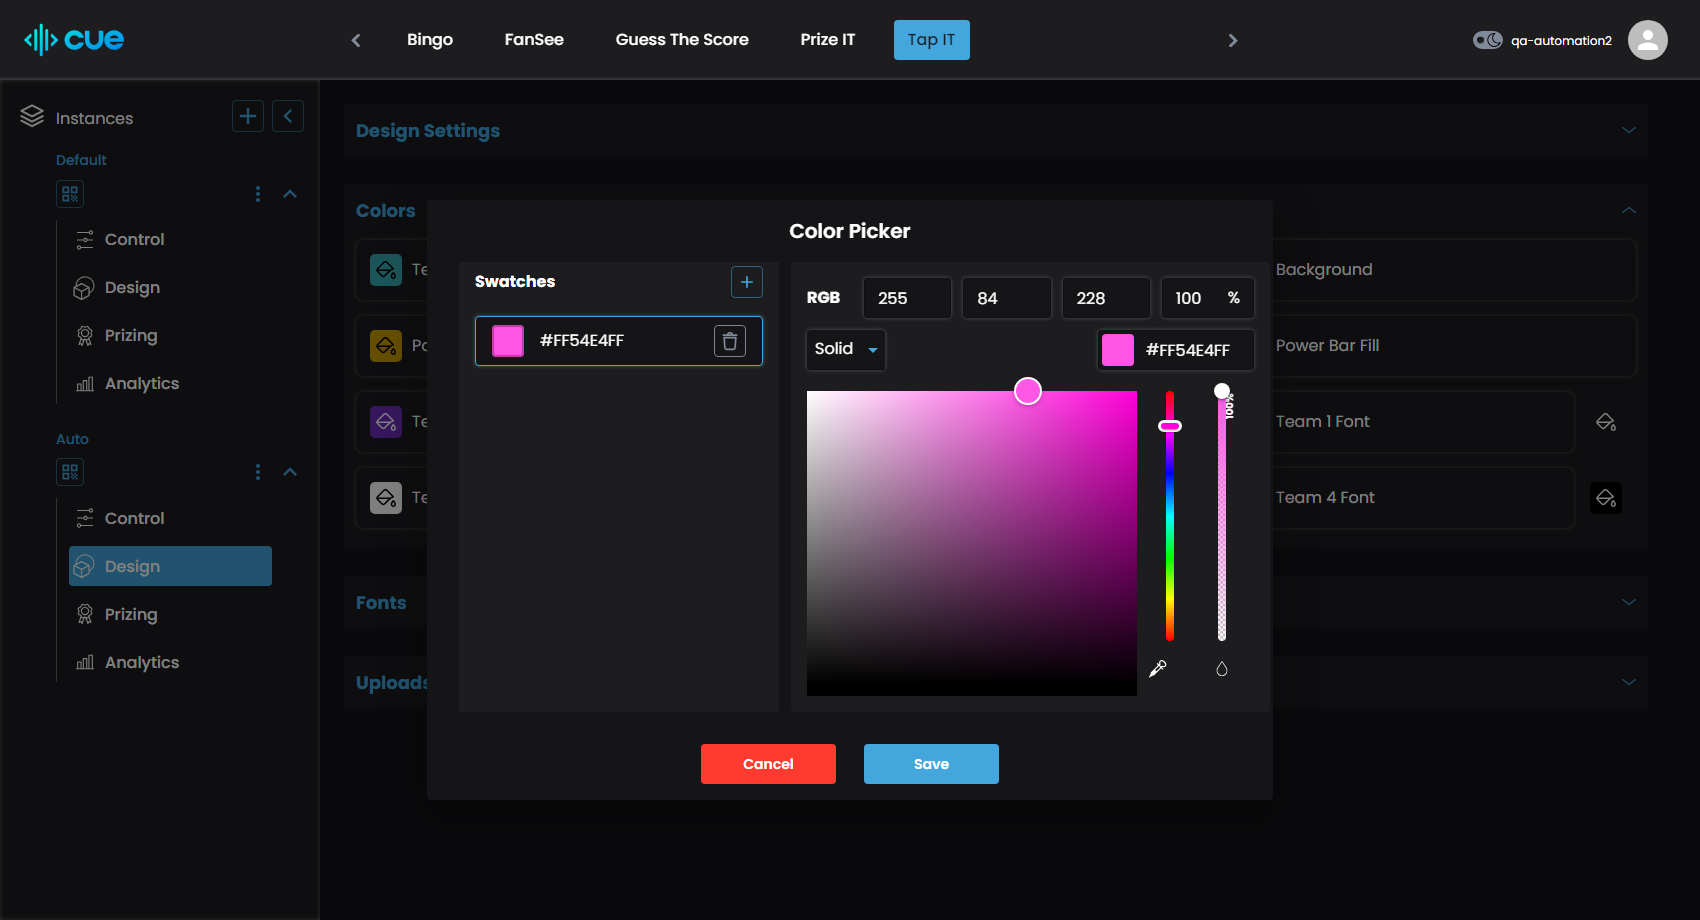 cue
Bingo
FanSee
Guess The Score
Prize IT
Tap IT
qa-automation2
Instances
Default
Control
Design
Prizing
Analytics
Auto
Control
Design
Prizing
Analytics
Design Settings
Colors
Te
Background
Po
Power Bar Fill
Te
Team 1 Font
Te
Team 4 Font
Fonts
Uploads
Color Picker
Swatches
#FF54E4FF
RGB
255
84
228
100 %
Solid
#FF54E4FF
100%
Cancel
Save